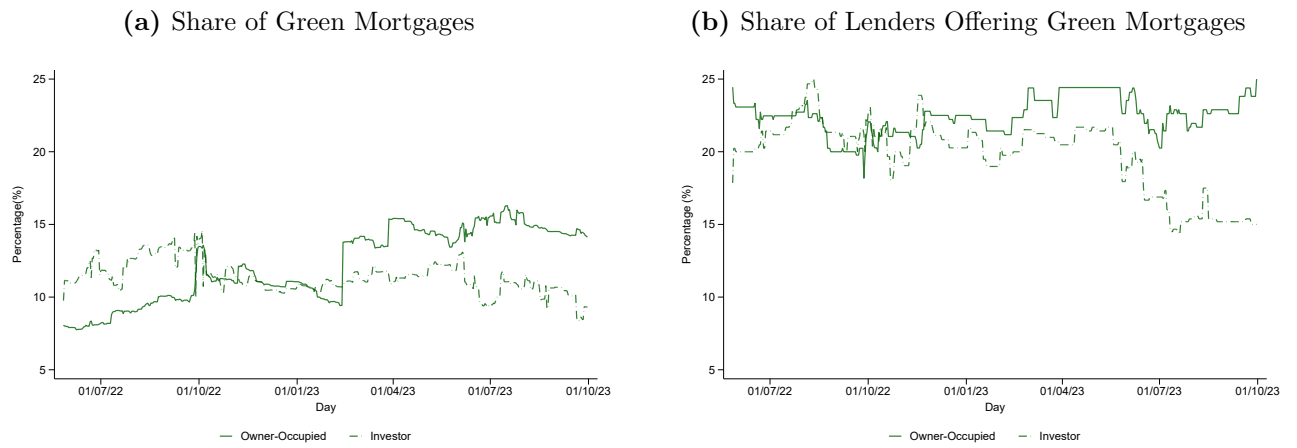 (a) Share of Green Mortgages
Percentage(%)
25
20
15
10
5
01/07/22 01/10/22 01/01/23 01/04/23 01/07/23 01/10/23
Day
Owner-Occupied Investor
(b) Share of Lenders Offering Green Mortgages
Percentage (%)
25
20
15
10
5
01/07/22 01/10/22 01/01/23 01/04/23 01/07/23 01/10/23
Day
Owner-Occupied Investor